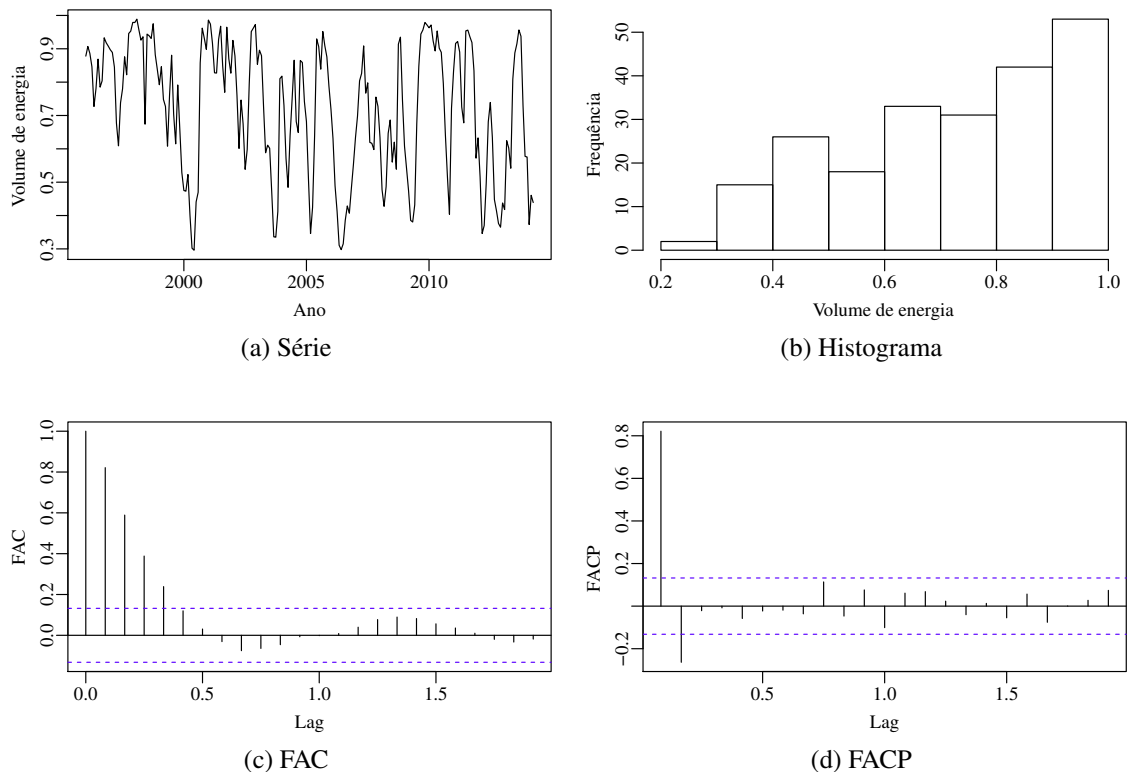 Volume de energia
0.3 0.5 0.7 0.9
2000 2005 2010
Ano
(a) Série
Frequência
0 10 20 30 40 50
0.2 0.4 0.6 0.8 1.0
Volume de energia
(b) Histograma
FAC
0.0 0.2 0.4 0.6 0.8 1.0
0.0 0.5 1.0 1.5
Lag
(c) FAC
FACP
−0.2 0.2 0.4 0.6 0.8
0.5 1.0 1.5
Lag
(d) FACP